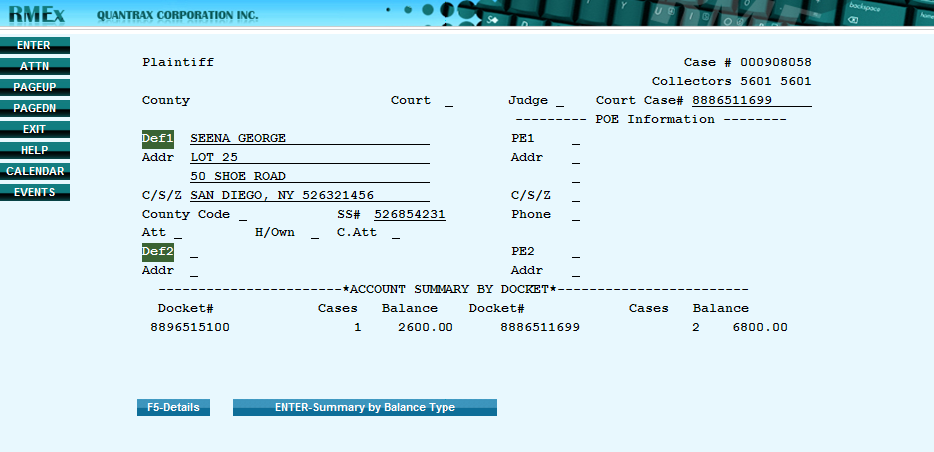 RMEx QUANTRAX CORPORATION INC.
ENTER
ATTN
PAGEUP
PAGEDN
EXIT
HELP
CALENDAR
EVENTS
Plaintiff Case # 000908058
Collectors 5601 5601
County Court _ Judge _ Court Case# 8886511699
--------- POE Information --------
Def1 SEENA GEORGE PE1 _
Addr LOT 25 Addr _
50 SHOE ROAD _
C/S/Z SAN DIEGO, NY 526321456 C/S/Z _
County Code _ SS# 526854231 Phone _
Att _ H/Own _ C.Att _
Def2 _ PE2 _
Addr _ Addr _
-----------------------*ACCOUNT SUMMARY BY DOCKET*------------------------
Docket# Cases Balance Docket# Cases Balance
8896515100 1 2600.00 8886511699 2 6800.00
F5-Details ENTER-Summary by Balance Type